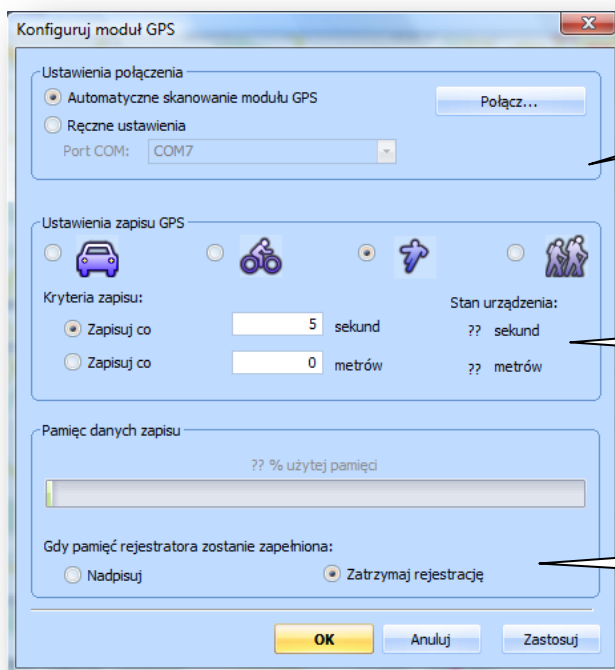 Konfiguruj moduł GPS
Ustawienia połączenia
Automatyczne skanowanie modułu GPS
Połącz...
Ręczne ustawienia
Port COM: COM7
Ustawienia zapisu GPS
Kryteria zapisu:
Stan urządzenia:
Zapisuj co 5 sekund
?? sekund
Zapisuj co 0 metrów
?? metrów
Pamięc danych zapisu
?? % użytej pamięci
Gdy pamięć rejestratora zostanie zapełniona:
Nadpisuj
Zatrzymaj rejestrację
OK
Anuluj
Zastosuj